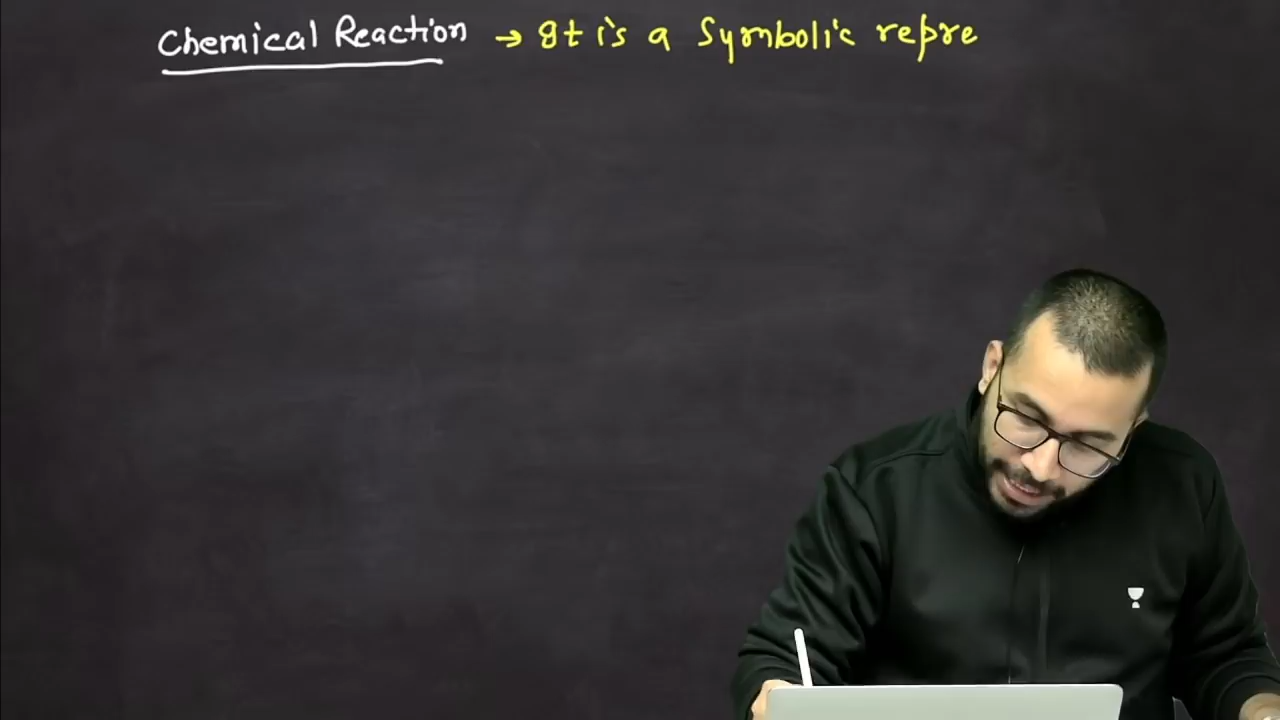 Chemical Reaction → It is a Symbolic repre